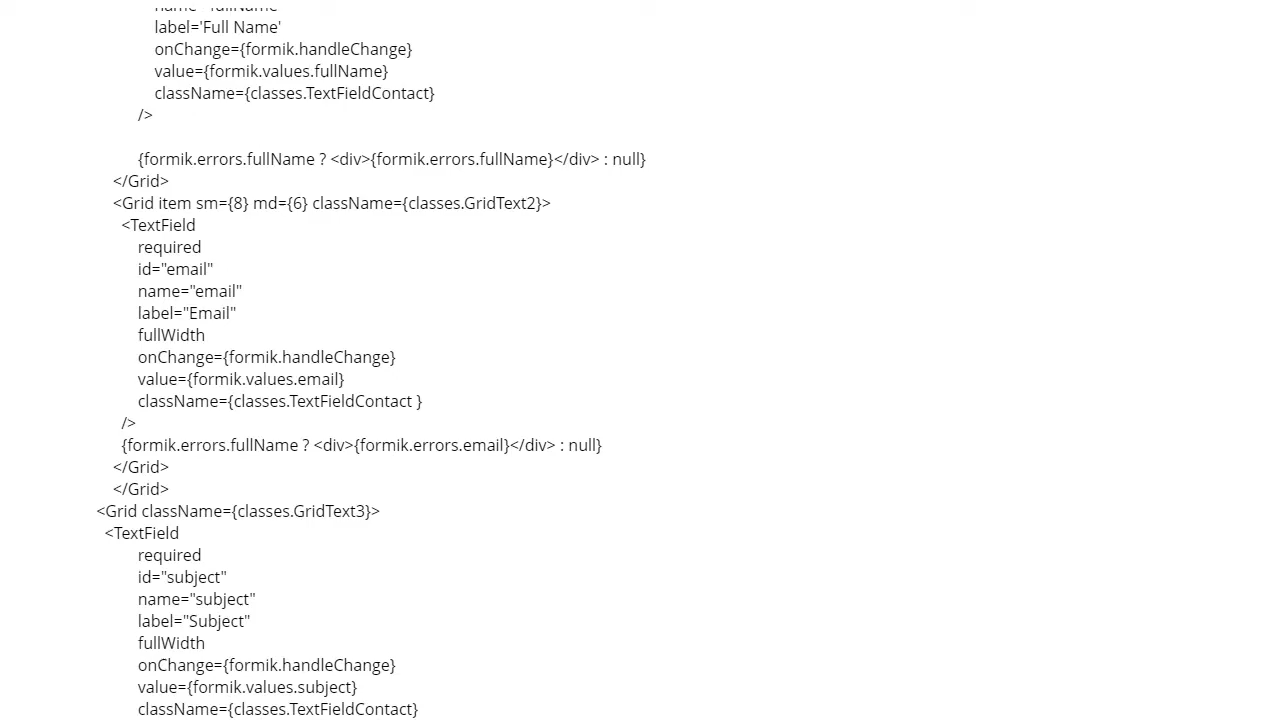 name='fullName'
label='Full Name'
onChange={formik.handleChange}
value={formik.values.fullName}
className={classes.TextFieldContact}
/>
{formik.errors.fullName ? <div>{formik.errors.fullName}</div> : null}
</Grid>
<Grid item sm={8} md={6} className={classes.GridText2}>
<TextField
required
id="email"
name="email"
label="Email"
fullWidth
onChange={formik.handleChange}
value={formik.values.email}
className={classes.TextFieldContact }
/>
{formik.errors.fullName ? <div>{formik.errors.email}</div> : null}
</Grid>
</Grid>
<Grid className={classes.GridText3}>
<TextField
required
id="subject"
name="subject"
label="Subject"
fullWidth
onChange={formik.handleChange}
value={formik.values.subject}
className={classes.TextFieldContact}